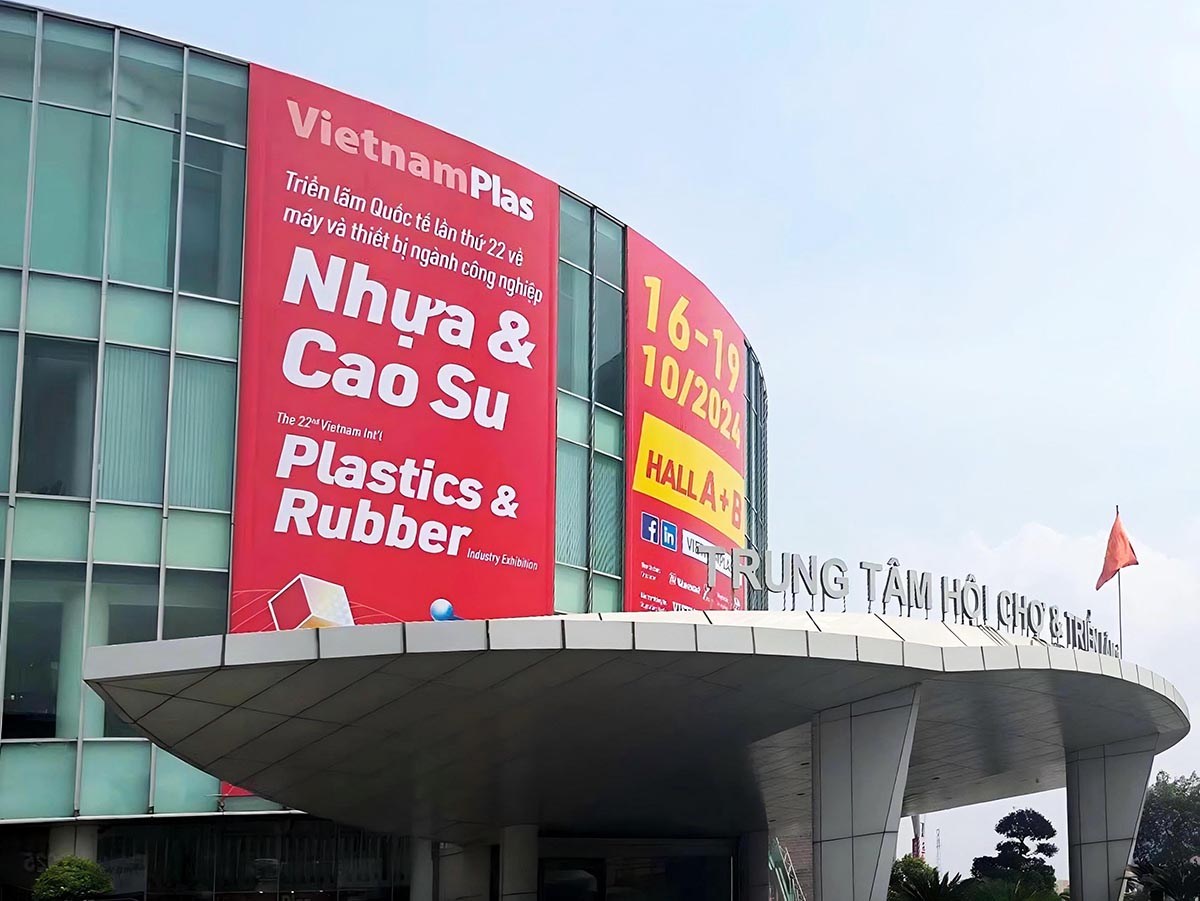 VietnamPlas
Triển lãm Quốc tế lần thứ 22 về
máy và thiết bị ngành công nghiệp
Nhựa &
Cao Su
The 22nd Vietnam Int'l
Plastics &
Rubber
Industry Exhibition
16-19
10/2024
HALL A + B
f in
TRUNG TÂM HỘI CHỢ & TRIỂN LÃM